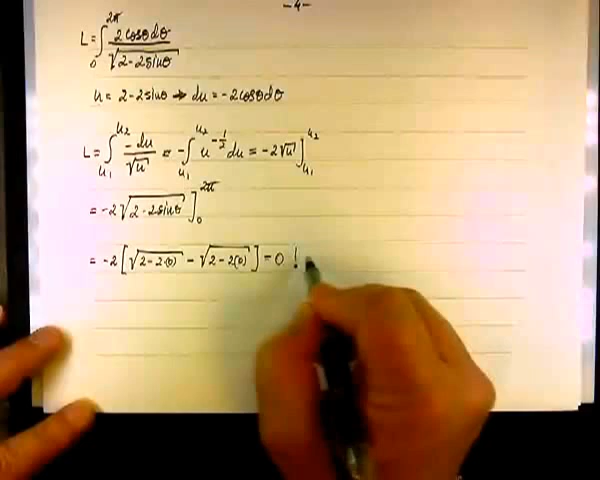 -4-
L = ∫₀^{2π} 2cosθdθ / √(2-2sinθ)
u = 2-2sinθ → du = -2cosθdθ
L = ∫_{u₁}^{u₂} -du/√u = -∫_{u₁}^{u₂} u^{-1/2} du = -2√u ]_{u₁}^{u₂}
= -2√(2-2sinθ) ]₀^{2π}
= -2[√(2-2(0)) - √(2-2(0))] = 0 !